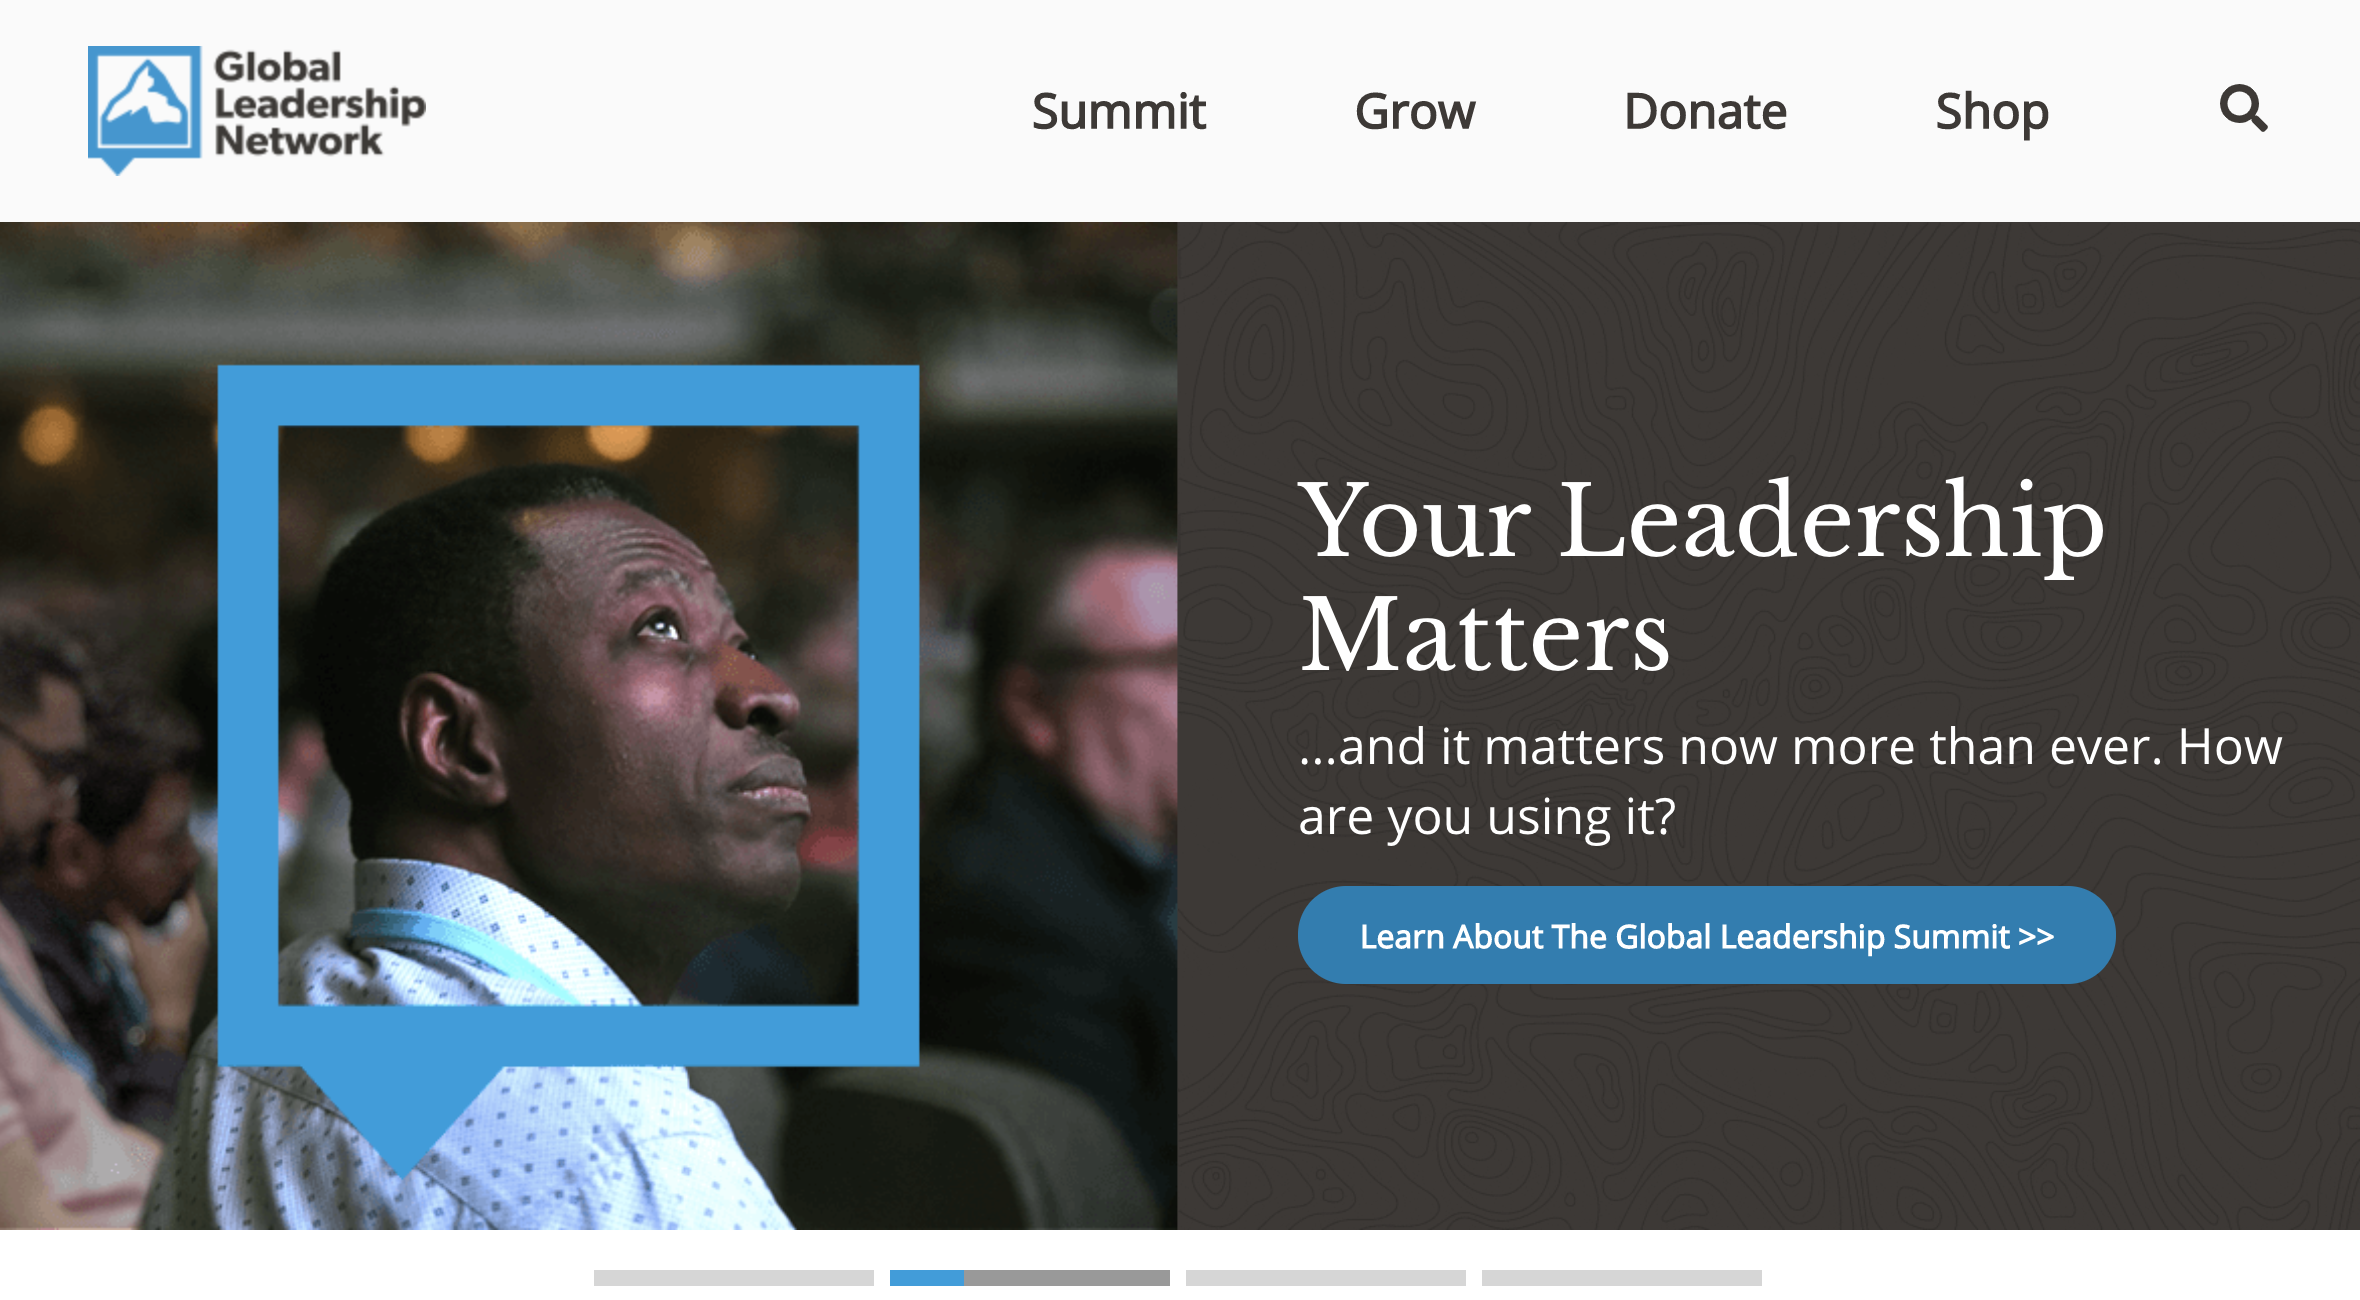 Global
Leadership
Network
Summit
Grow
Donate
Shop
Your Leadership
Matters
...and it matters now more than ever. How
are you using it?
Learn About The Global Leadership Summit >>